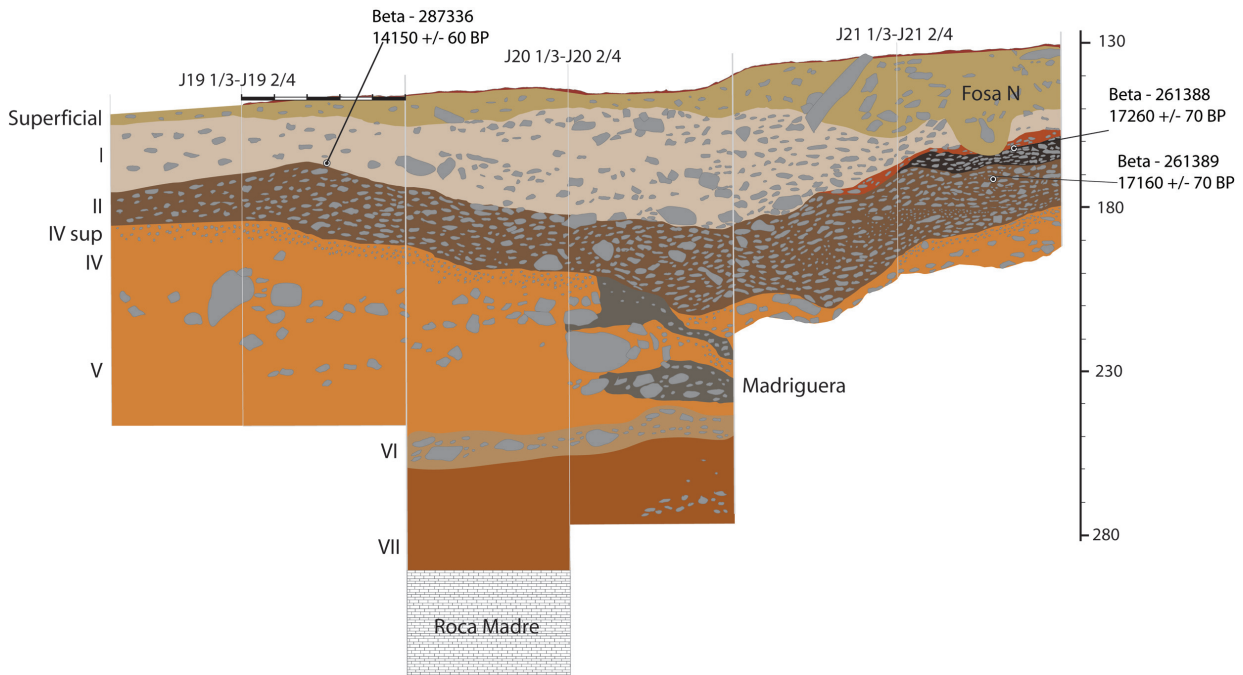 Beta - 287336
14150 +/- 60 BP
J19 1/3-J19 2/4
J20 1/3-J20 2/4
J21 1/3-J21 2/4
130
Fosa N
Beta - 261388
17260 +/- 70 BP
Beta - 261389
17160 +/- 70 BP
Superficial
I
II
180
IV sup
IV
V
230
Madriguera
VI
VII
280
Roca Madre